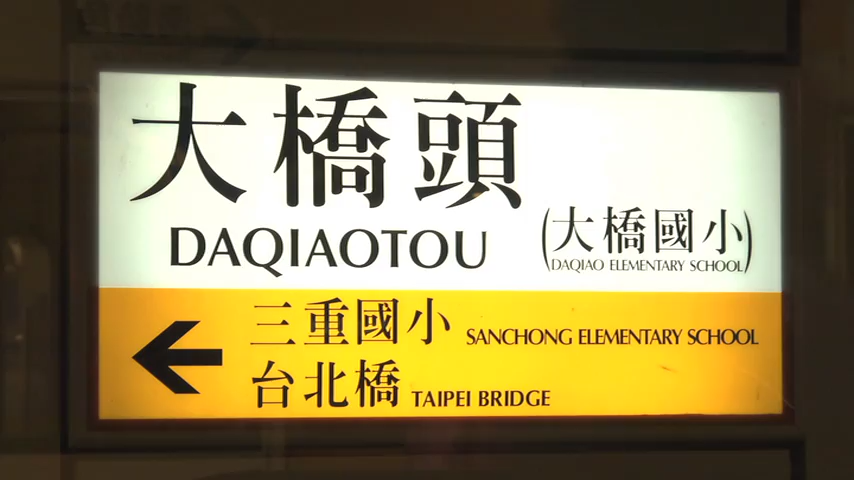 大橋頭
DAQIAOTOU
(大橋國小)
DAQIAO ELEMENTARY SCHOOL
三重國小 SANCHONG ELEMENTARY SCHOOL
台北橋 TAIPEI BRIDGE